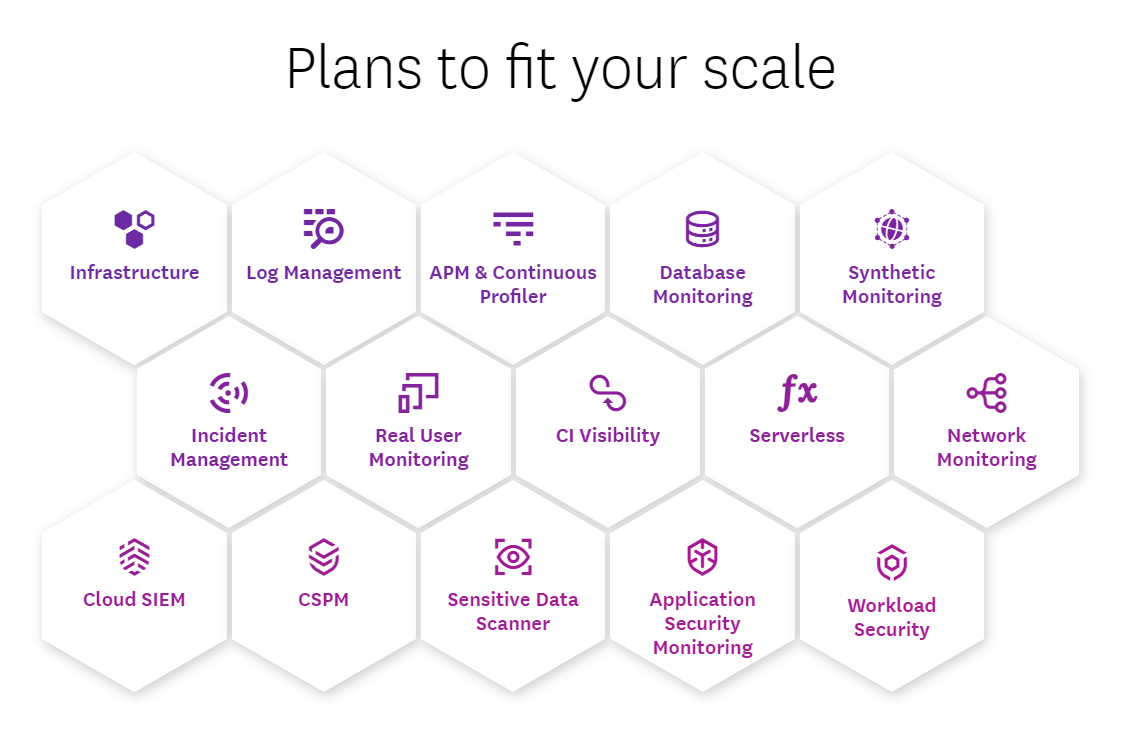 Plans to fit your scale
Infrastructure
Log Management
APM & Continuous
Profiler
Database
Monitoring
Synthetic
Monitoring
Incident
Management
Real User
Monitoring
CI Visibility
fx
Serverless
Network
Monitoring
Cloud SIEM
CSPM
Sensitive Data
Scanner
Application
Security
Monitoring
Workload
Security